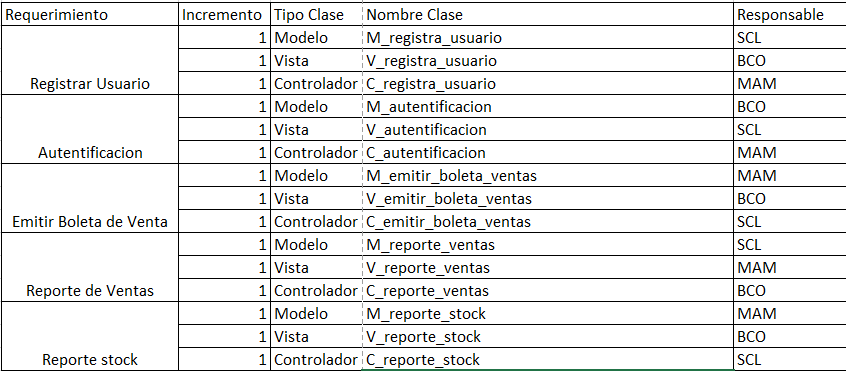 Requerimiento Incremento Tipo Clase Nombre Clase Responsable
1 Modelo M_registra_usuario SCL
1 Vista V_registra_usuario BCO
Registrar Usuario 1 Controlador C_registra_usuario MAM
1 Modelo M_autentificacion BCO
1 Vista V_autentificacion SCL
Autentificacion 1 Controlador C_autentificacion MAM
1 Modelo M_emitir_boleta_ventas MAM
1 Vista V_emitir_boleta_ventas BCO
Emitir Boleta de Venta 1 Controlador C_emitir_boleta_ventas SCL
1 Modelo M_reporte_ventas SCL
1 Vista V_reporte_ventas MAM
Reporte de Ventas 1 Controlador C_reporte_ventas BCO
1 Modelo M_reporte_stock MAM
1 Vista V_reporte_stock BCO
Reporte stock 1 Controlador C_reporte_stock SCL